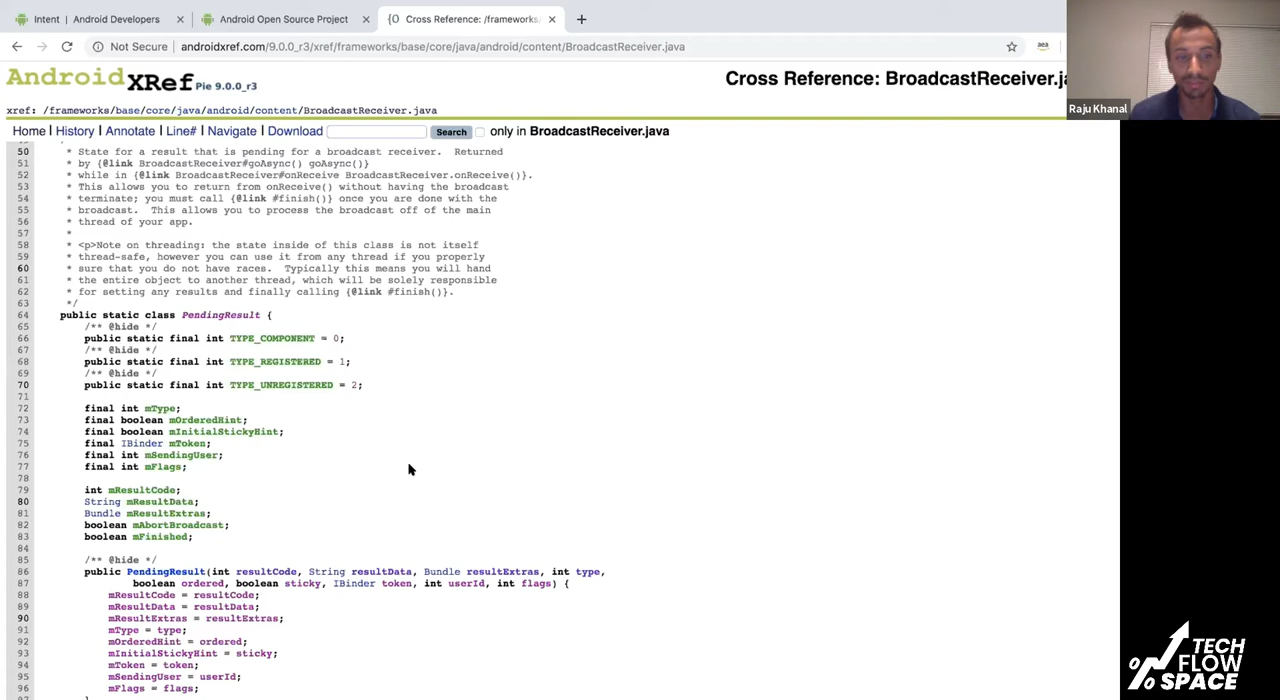 Intent | Android Developers
Android Open Source Project
Cross Reference: /frameworks
Not Secure androidxref.com/9.0.0_r3/xref/frameworks/base/core/java/android/content/BroadcastReceiver.java
aea
AndroidXRef Pie 9.0.0_r3
Cross Reference: BroadcastReceiver.ja
Raju Khanal
xref: /frameworks/base/core/java/android/content/BroadcastReceiver.java
Home | History | Annotate | Line# | Navigate | Download Search only in BroadcastReceiver.java
50 * State for a result that is pending for a broadcast receiver. Returned
51 * by {@link BroadcastReceiver#goAsync() goAsync()}
52 * while in {@link BroadcastReceiver#onReceive BroadcastReceiver.onReceive()}.
53 * This allows you to return from onReceive() without having the broadcast
54 * terminate; you must call {@link #finish()} once you are done with the
55 * broadcast. This allows you to process the broadcast off of the main
56 * thread of your app.
57 *
58 * <p>Note on threading: the state inside of this class is not itself
59 * thread-safe, however you can use it from any thread if you properly
60 * sure that you do not have races. Typically this means you will hand
61 * the entire object to another thread, which will be solely responsible
62 * for setting any results and finally calling {@link #finish()}.
63 */
64 public static class PendingResult {
65 /** @hide */
66 public static final int TYPE_COMPONENT = 0;
67 /** @hide */
68 public static final int TYPE_REGISTERED = 1;
69 /** @hide */
70 public static final int TYPE_UNREGISTERED = 2;
71
72 final int mType;
73 final boolean mOrderedHint;
74 final boolean mInitialStickyHint;
75 final IBinder mToken;
76 final int mSendingUser;
77 final int mFlags;
78
79 int mResultCode;
80 String mResultData;
81 Bundle mResultExtras;
82 boolean mAbortBroadcast;
83 boolean mFinished;
84
85 /** @hide */
86 public PendingResult(int resultCode, String resultData, Bundle resultExtras, int type,
87 boolean ordered, boolean sticky, IBinder token, int userId, int flags) {
88 mResultCode = resultCode;
89 mResultData = resultData;
90 mResultExtras = resultExtras;
91 mType = type;
92 mOrderedHint = ordered;
93 mInitialStickyHint = sticky;
94 mToken = token;
95 mSendingUser = userId;
96 mFlags = flags;
TECH
FLOW
SPACE